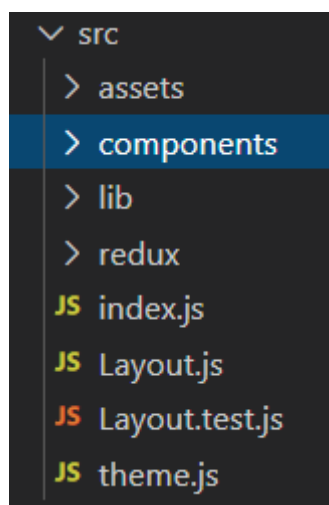 src
assets
components
lib
redux
JS index.js
JS Layout.js
JS Layout.test.js
JS theme.js